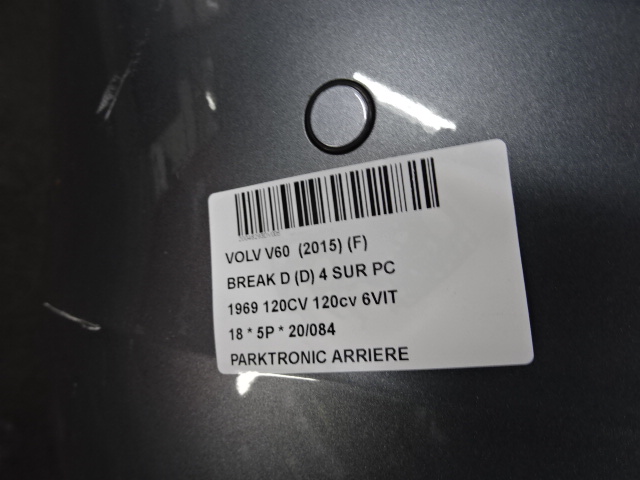 VOLV V60 (2015) (F)
BREAK D (D) 4 SUR PC
1969 120CV 120cv 6VIT
18 * 5P * 20/084
PARKTRONIC ARRIERE